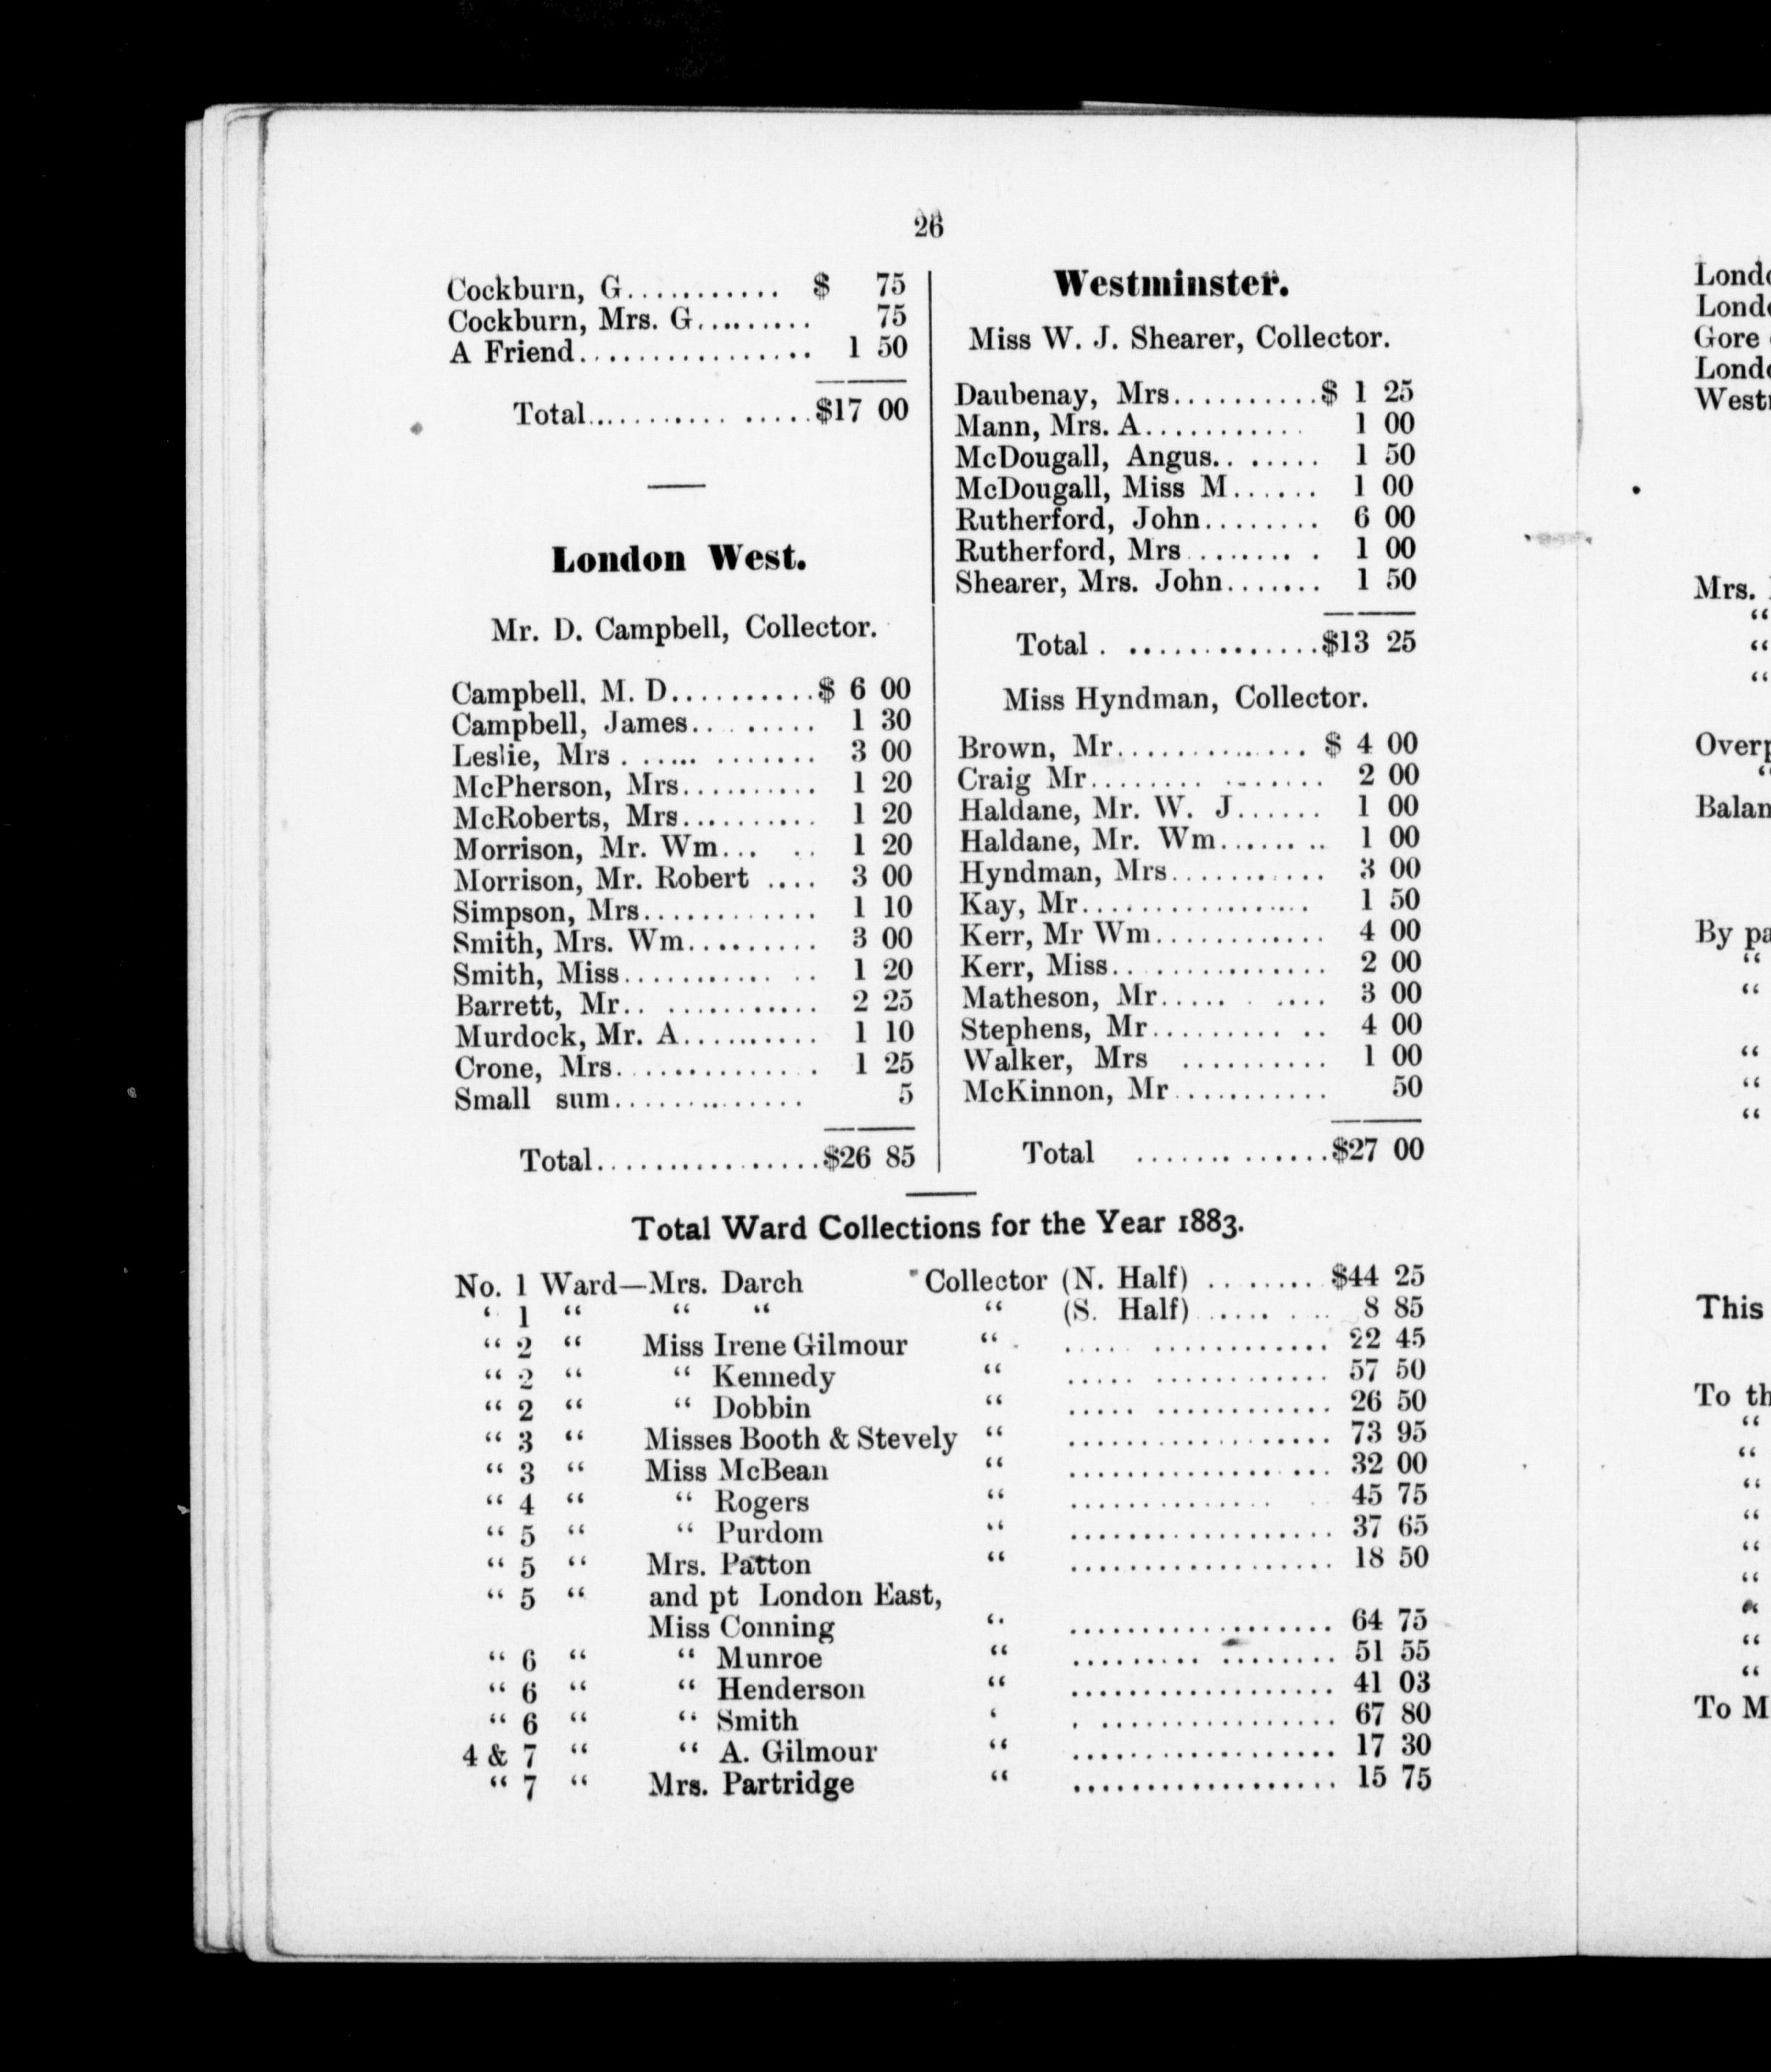 26
Cockburn, G............ $ 75
Cockburn, Mrs. G......... 75
A Friend................ 1 50
Total................$17 00
London West.
Mr. D. Campbell, Collector.
Campbell. M. D..........$ 6 00
Campbell, James......... 1 30
Leslie, Mrs ............. 3 00
McPherson, Mrs.......... 1 20
McRoberts, Mrs.......... 1 20
Morrison, Mr. Wm... .. 1 20
Morrison, Mr. Robert .... 3 00
Simpson, Mrs............ 1 10
Smith, Mrs. Wm......... 3 00
Smith, Miss............. 1 20
Barrett, Mr.. ........... 2 25
Murdock, Mr. A.......... 1 10
Crone, Mrs.............. 1 25
Small sum............. 5
Total................$26 85
Westminster.
Miss W. J. Shearer, Collector.
Daubenay, Mrs..........$ 1 25
Mann, Mrs. A........... 1 00
McDougall, Angus.. ..... 1 50
McDougall, Miss M...... 1 00
Rutherford, John........ 6 00
Rutherford, Mrs ........ 1 00
Shearer, Mrs. John....... 1 50
Total . .............$13 25
Miss Hyndman, Collector.
Brown, Mr............. $ 4 00
Craig Mr........ ....... 2 00
Haldane, Mr. W. J...... 1 00
Haldane, Mr. Wm........ 1 00
Hyndman, Mrs........... 3 00
Kay, Mr................ 1 50
Kerr, Mr Wm............ 4 00
Kerr, Miss.. ............. 2 00
Matheson, Mr..... . .... 3 00
Stephens, Mr......... .. 4 00
Walker, Mrs .......... 1 00
McKinnon, Mr........... 50
Total .............$27 00
Total Ward Collections for the Year 1883.
No. 1 Ward—Mrs. Darch Collector (N. Half) ........$44 25
“ 1 “ “ “ “ (S. Half)......... 8 85
“ 2 “ Miss Irene Gilmour “ ..... ............ 22 45
“ 2 “ “ Kennedy “ ..... ............ 57 50
“ 2 “ “ Dobbin “ ..... ............ 26 50
“ 3 “ Misses Booth & Stevely “ .................. 73 95
“ 3 “ Miss McBean “ .................. 32 00
“ 4 “ “ Rogers “ .............. 45 75
“ 5 “ “ Purdom “ .................. 37 65
“ 5 “ Mrs. Patton “ .................. 18 50
“ 5 “ and pt London East,
Miss Conning “ .................. 64 75
“ 6 “ “ Munroe “ ......... ........ 51 55
“ 6 “ “ Henderson “ .................. 41 03
“ 6 “ “ Smith ‘ . ................ 67 80
4 & 7 “ “ A. Gilmour “ .................. 17 30
“ 7 “ Mrs. Partridge “ .................. 15 75
Gore
Mrs.
By
This
To
“
“
“
“
“
“
“
“
“
To